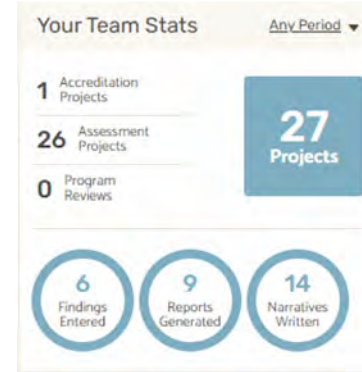 Your Team Stats Any Period
1 Accreditation
Projects
26 Assessment
Projects
0 Program
Reviews
27
Projects
6
Findings
Entered
9
Reports
Generated
14
Narratives
Written